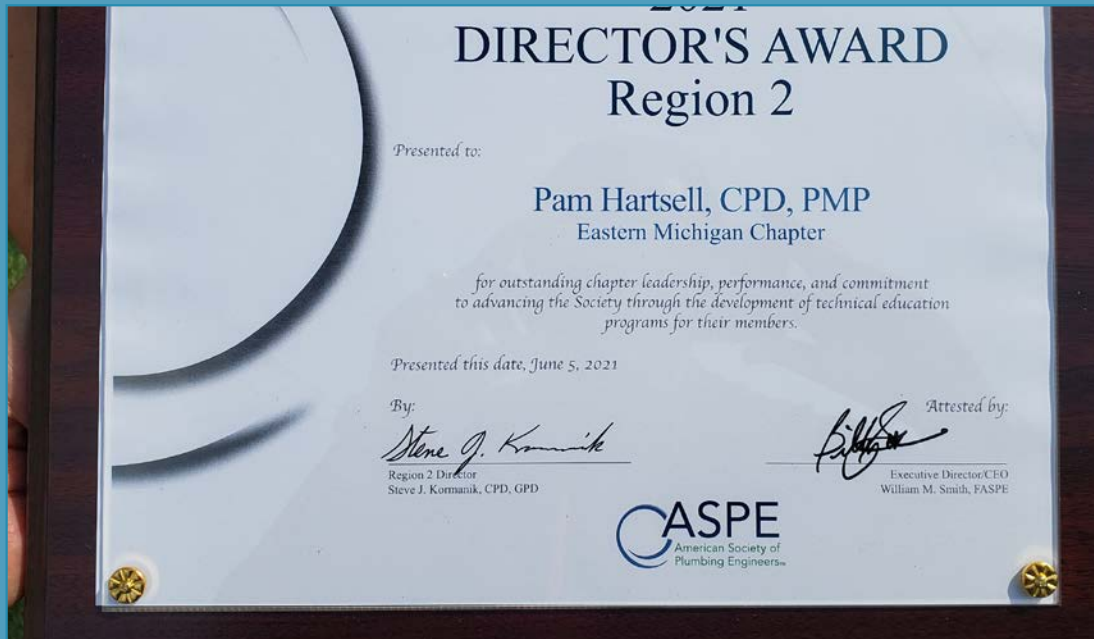 2021
DIRECTOR'S AWARD
Region 2
Presented to:
Pam Hartsell, CPD, PMP
Eastern Michigan Chapter
for outstanding chapter leadership, performance, and commitment
to advancing the Society through the development of technical education
programs for their members.
Presented this date, June 5, 2021
By:
Attested by:
Steve J. Kormanik
Region 2 Director
Steve J. Kormanik, CPD, GPD
Executive Director/CEO
William M. Smith, FASPE
ASPE
American Society of
Plumbing Engineers